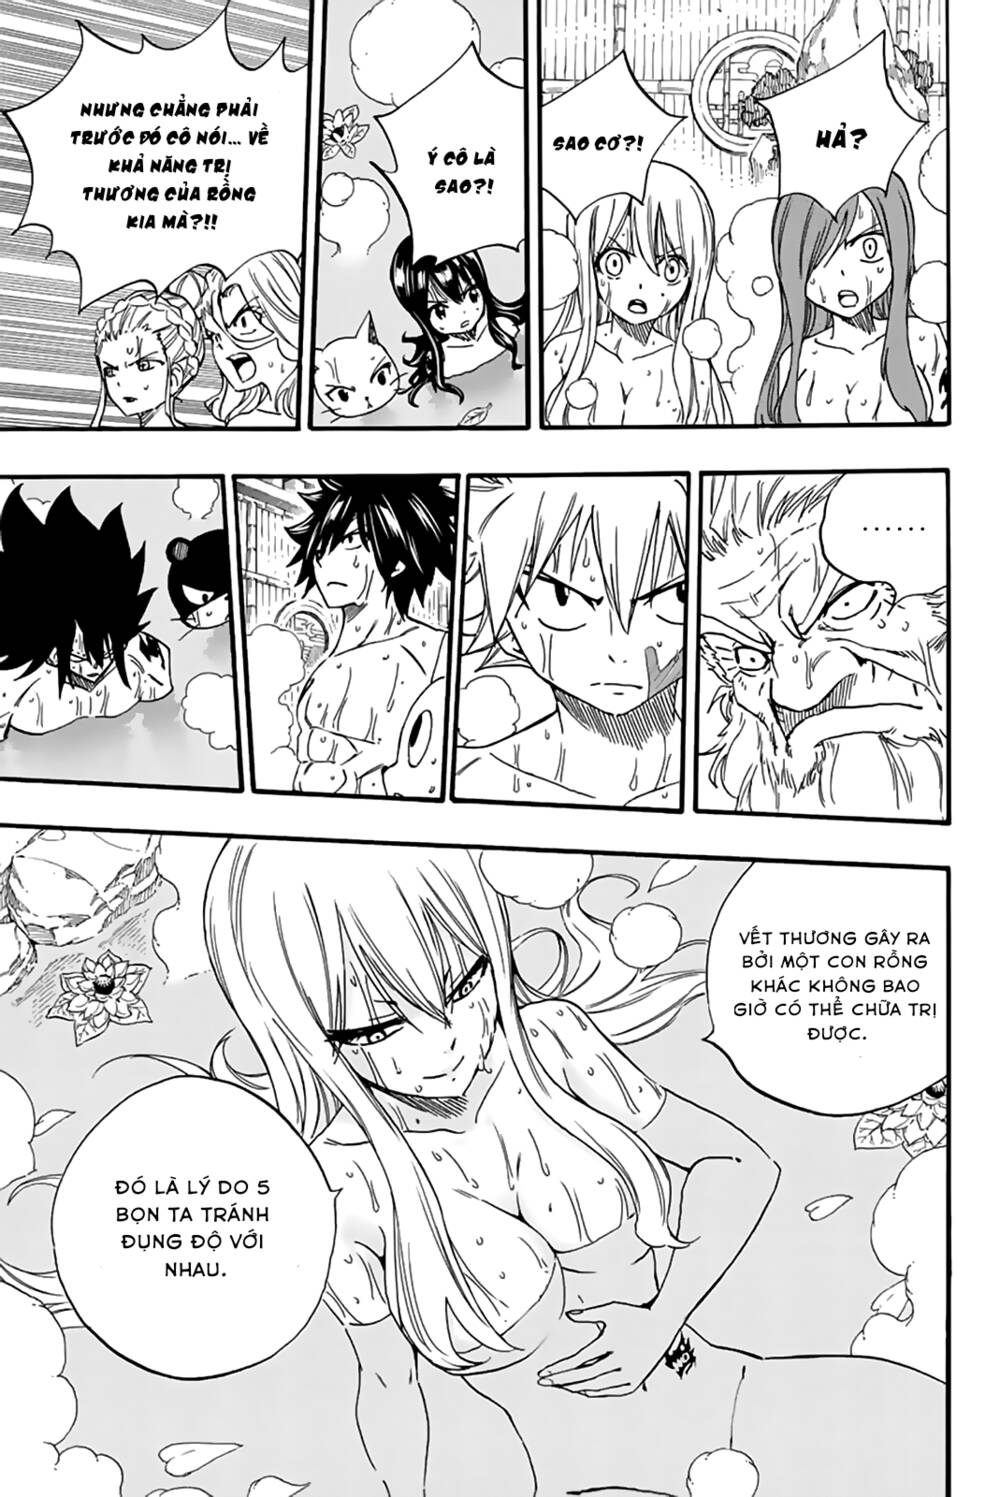 HẢ?
SAO CƠ?!
Ý CÔ LÀ
SAO?!
NHƯNG CHẲNG PHẢI
TRƯỚC ĐÓ CÔ NÓI... VỀ
KHẢ NĂNG TRỊ
THƯƠNG CỦA RỒNG
KIA MÀ?!!
......
VẾT THƯƠNG GÂY RA
BỞI MỘT CON RỒNG
KHÁC KHÔNG BAO
GIỜ CÓ THỂ CHỮA TRỊ
ĐƯỢC.
ĐÓ LÀ LÝ DO 5
BỌN TA TRÁNH
ĐỤNG ĐỘ VỚI
NHAU.